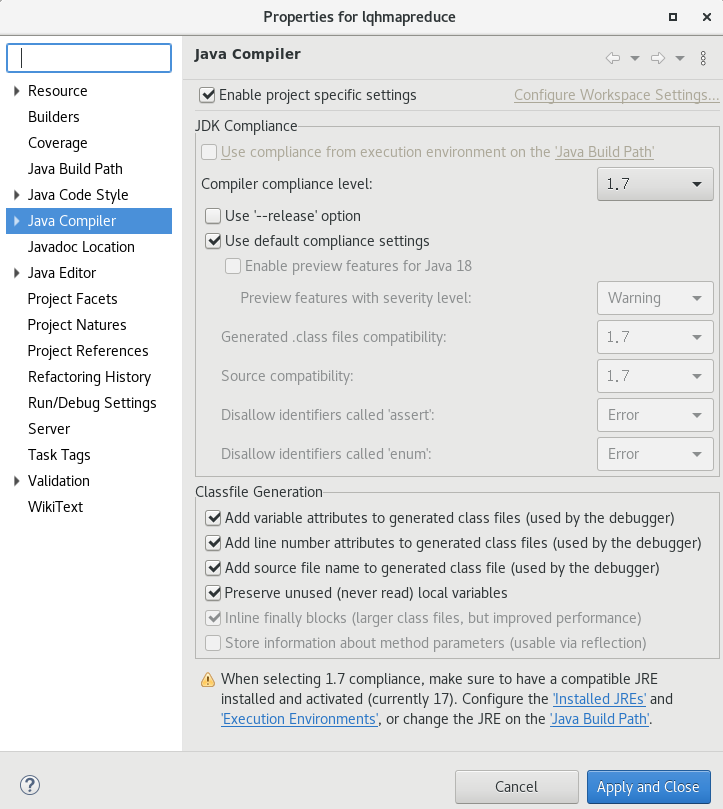 Properties for lqhmapreduce
Java Compiler
Resource
Builders
Coverage
Java Build Path
Java Code Style
Java Compiler
Javadoc Location
Java Editor
Project Facets
Project Natures
Project References
Refactoring History
Run/Debug Settings
Server
Task Tags
Validation
WikiText
Enable project specific settings
Configure Workspace Settings...
JDK Compliance
Use compliance from execution environment on the 'Java Build Path'
Compiler compliance level: 1.7
Use '--release' option
Use default compliance settings
Enable preview features for Java 18
Preview features with severity level: Warning
Generated .class files compatibility: 1.7
Source compatibility: 1.7
Disallow identifiers called 'assert': Error
Disallow identifiers called 'enum': Error
Classfile Generation
Add variable attributes to generated class files (used by the debugger)
Add line number attributes to generated class files (used by the debugger)
Add source file name to generated class file (used by the debugger)
Preserve unused (never read) local variables
Inline finally blocks (larger class files, but improved performance)
Store information about method parameters (usable via reflection)
When selecting 1.7 compliance, make sure to have a compatible JRE
installed and activated (currently 17). Configure the 'Installed JREs' and
'Execution Environments', or change the JRE on the 'Java Build Path'.
?
Cancel
Apply and Close